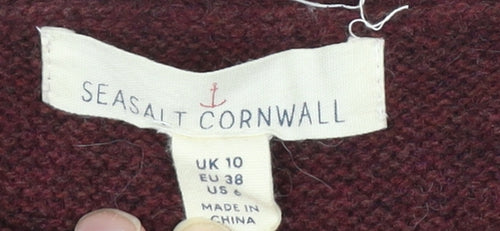 SEASALT CORNWALL
UK 10
EU 38
US 6
MADE IN
CHINA